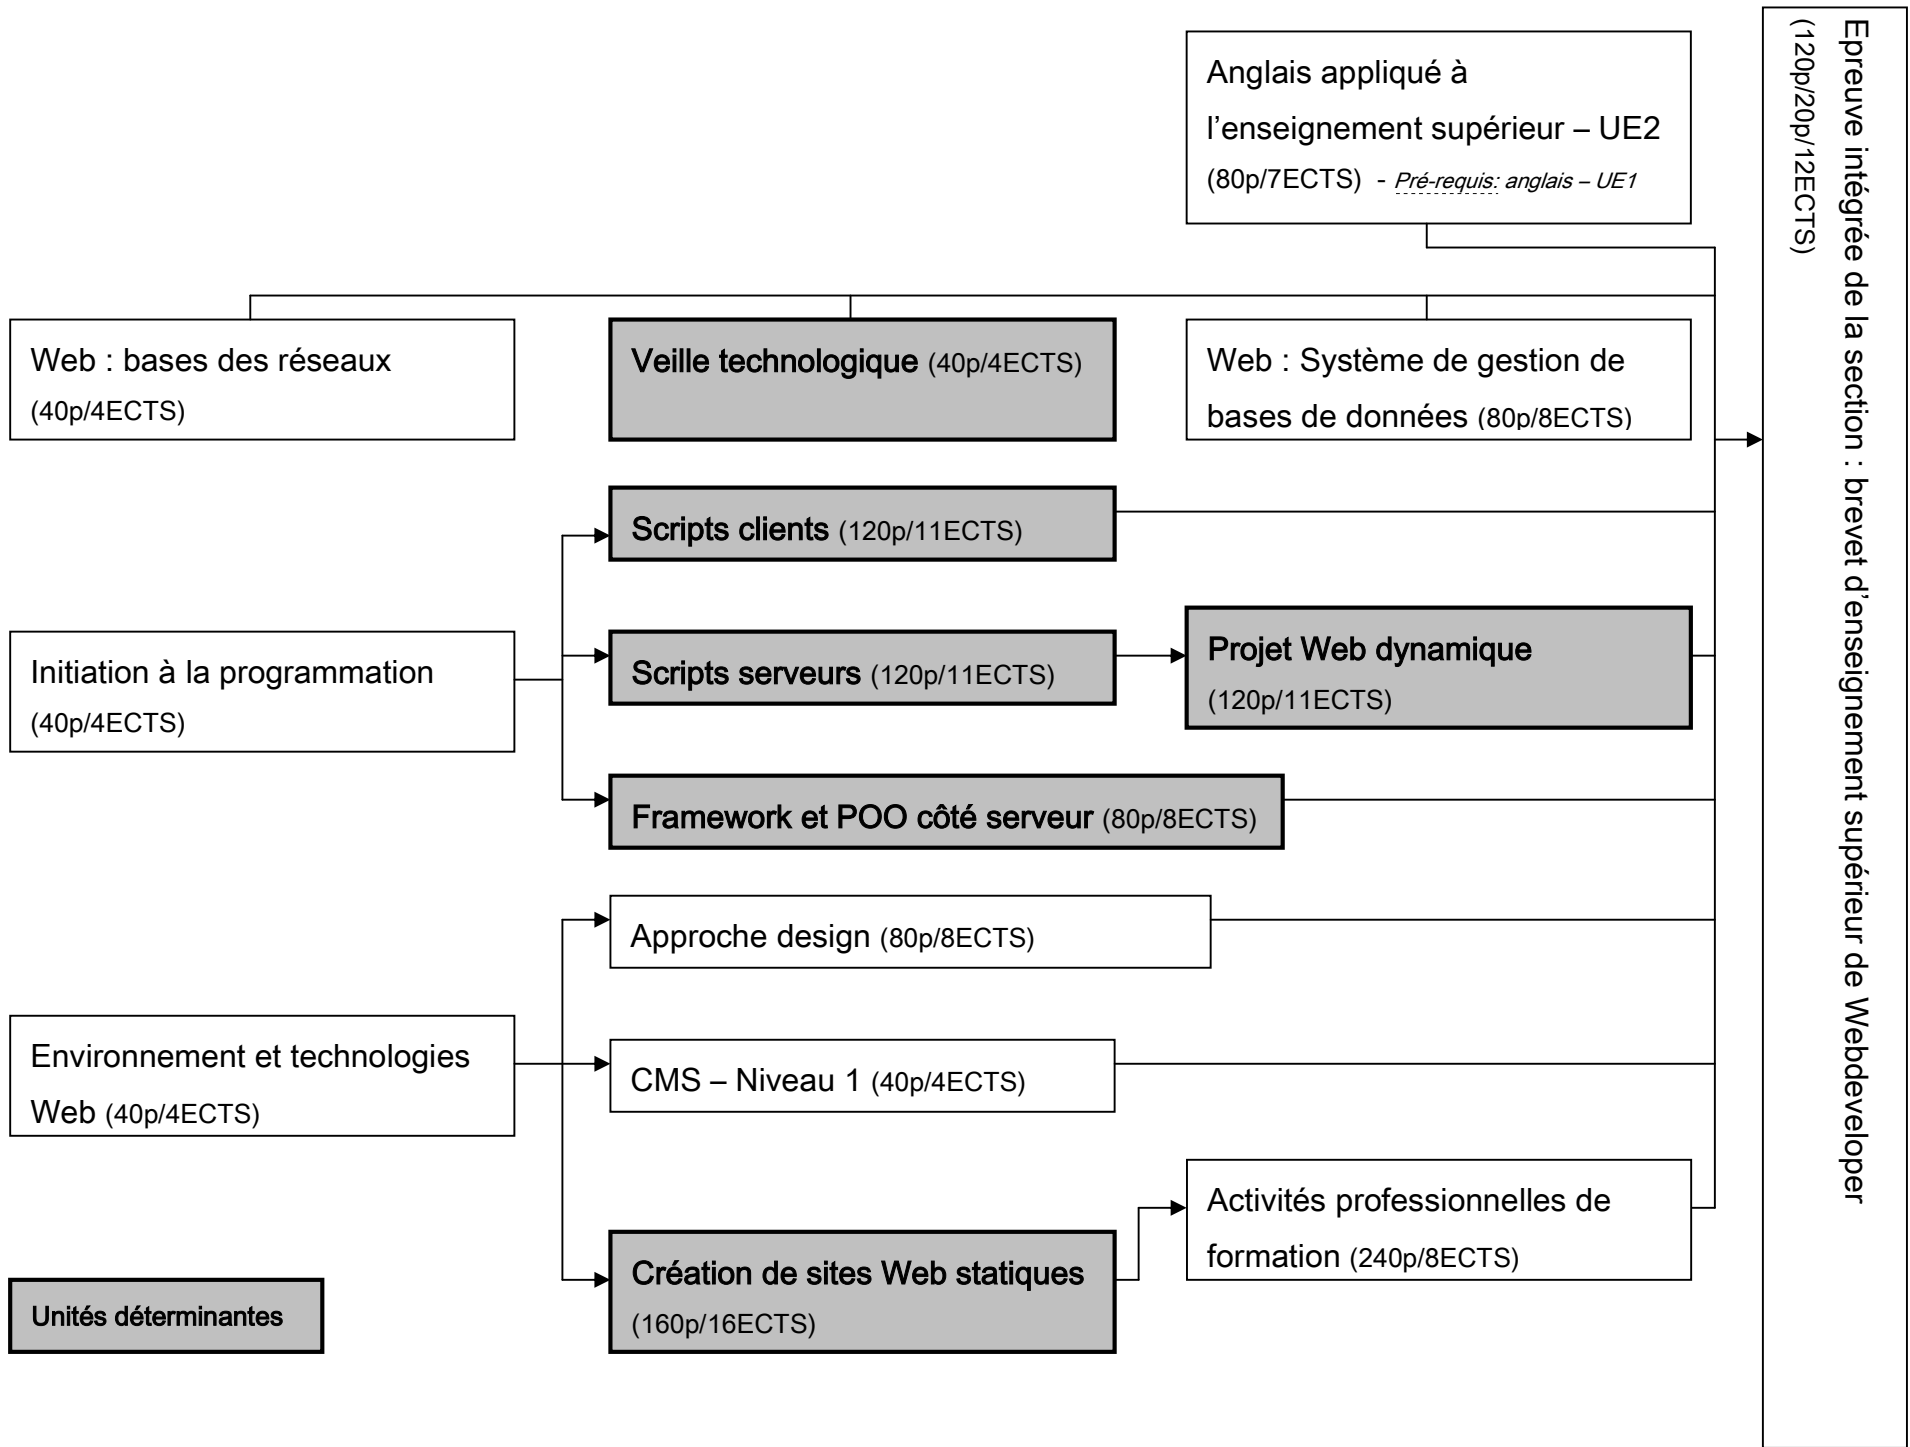 Anglais appliqué à
l’enseignement supérieur – UE2
(80p/7ECTS) - Pré-requis: anglais – UE1
Epreuve intégrée de la section : brevet d’enseignement supérieur de Webdeveloper
(120p/20p/12ECTS)
Web : bases des réseaux
(40p/4ECTS)
Veille technologique (40p/4ECTS)
Web : Système de gestion de
bases de données (80p/8ECTS)
Scripts clients (120p/11ECTS)
Initiation à la programmation
(40p/4ECTS)
Scripts serveurs (120p/11ECTS)
Projet Web dynamique
(120p/11ECTS)
Framework et POO côté serveur (80p/8ECTS)
Approche design (80p/8ECTS)
Environnement et technologies
Web (40p/4ECTS)
CMS – Niveau 1 (40p/4ECTS)
Création de sites Web statiques
(160p/16ECTS)
Activités professionnelles de
formation (240p/8ECTS)
Unités déterminantes